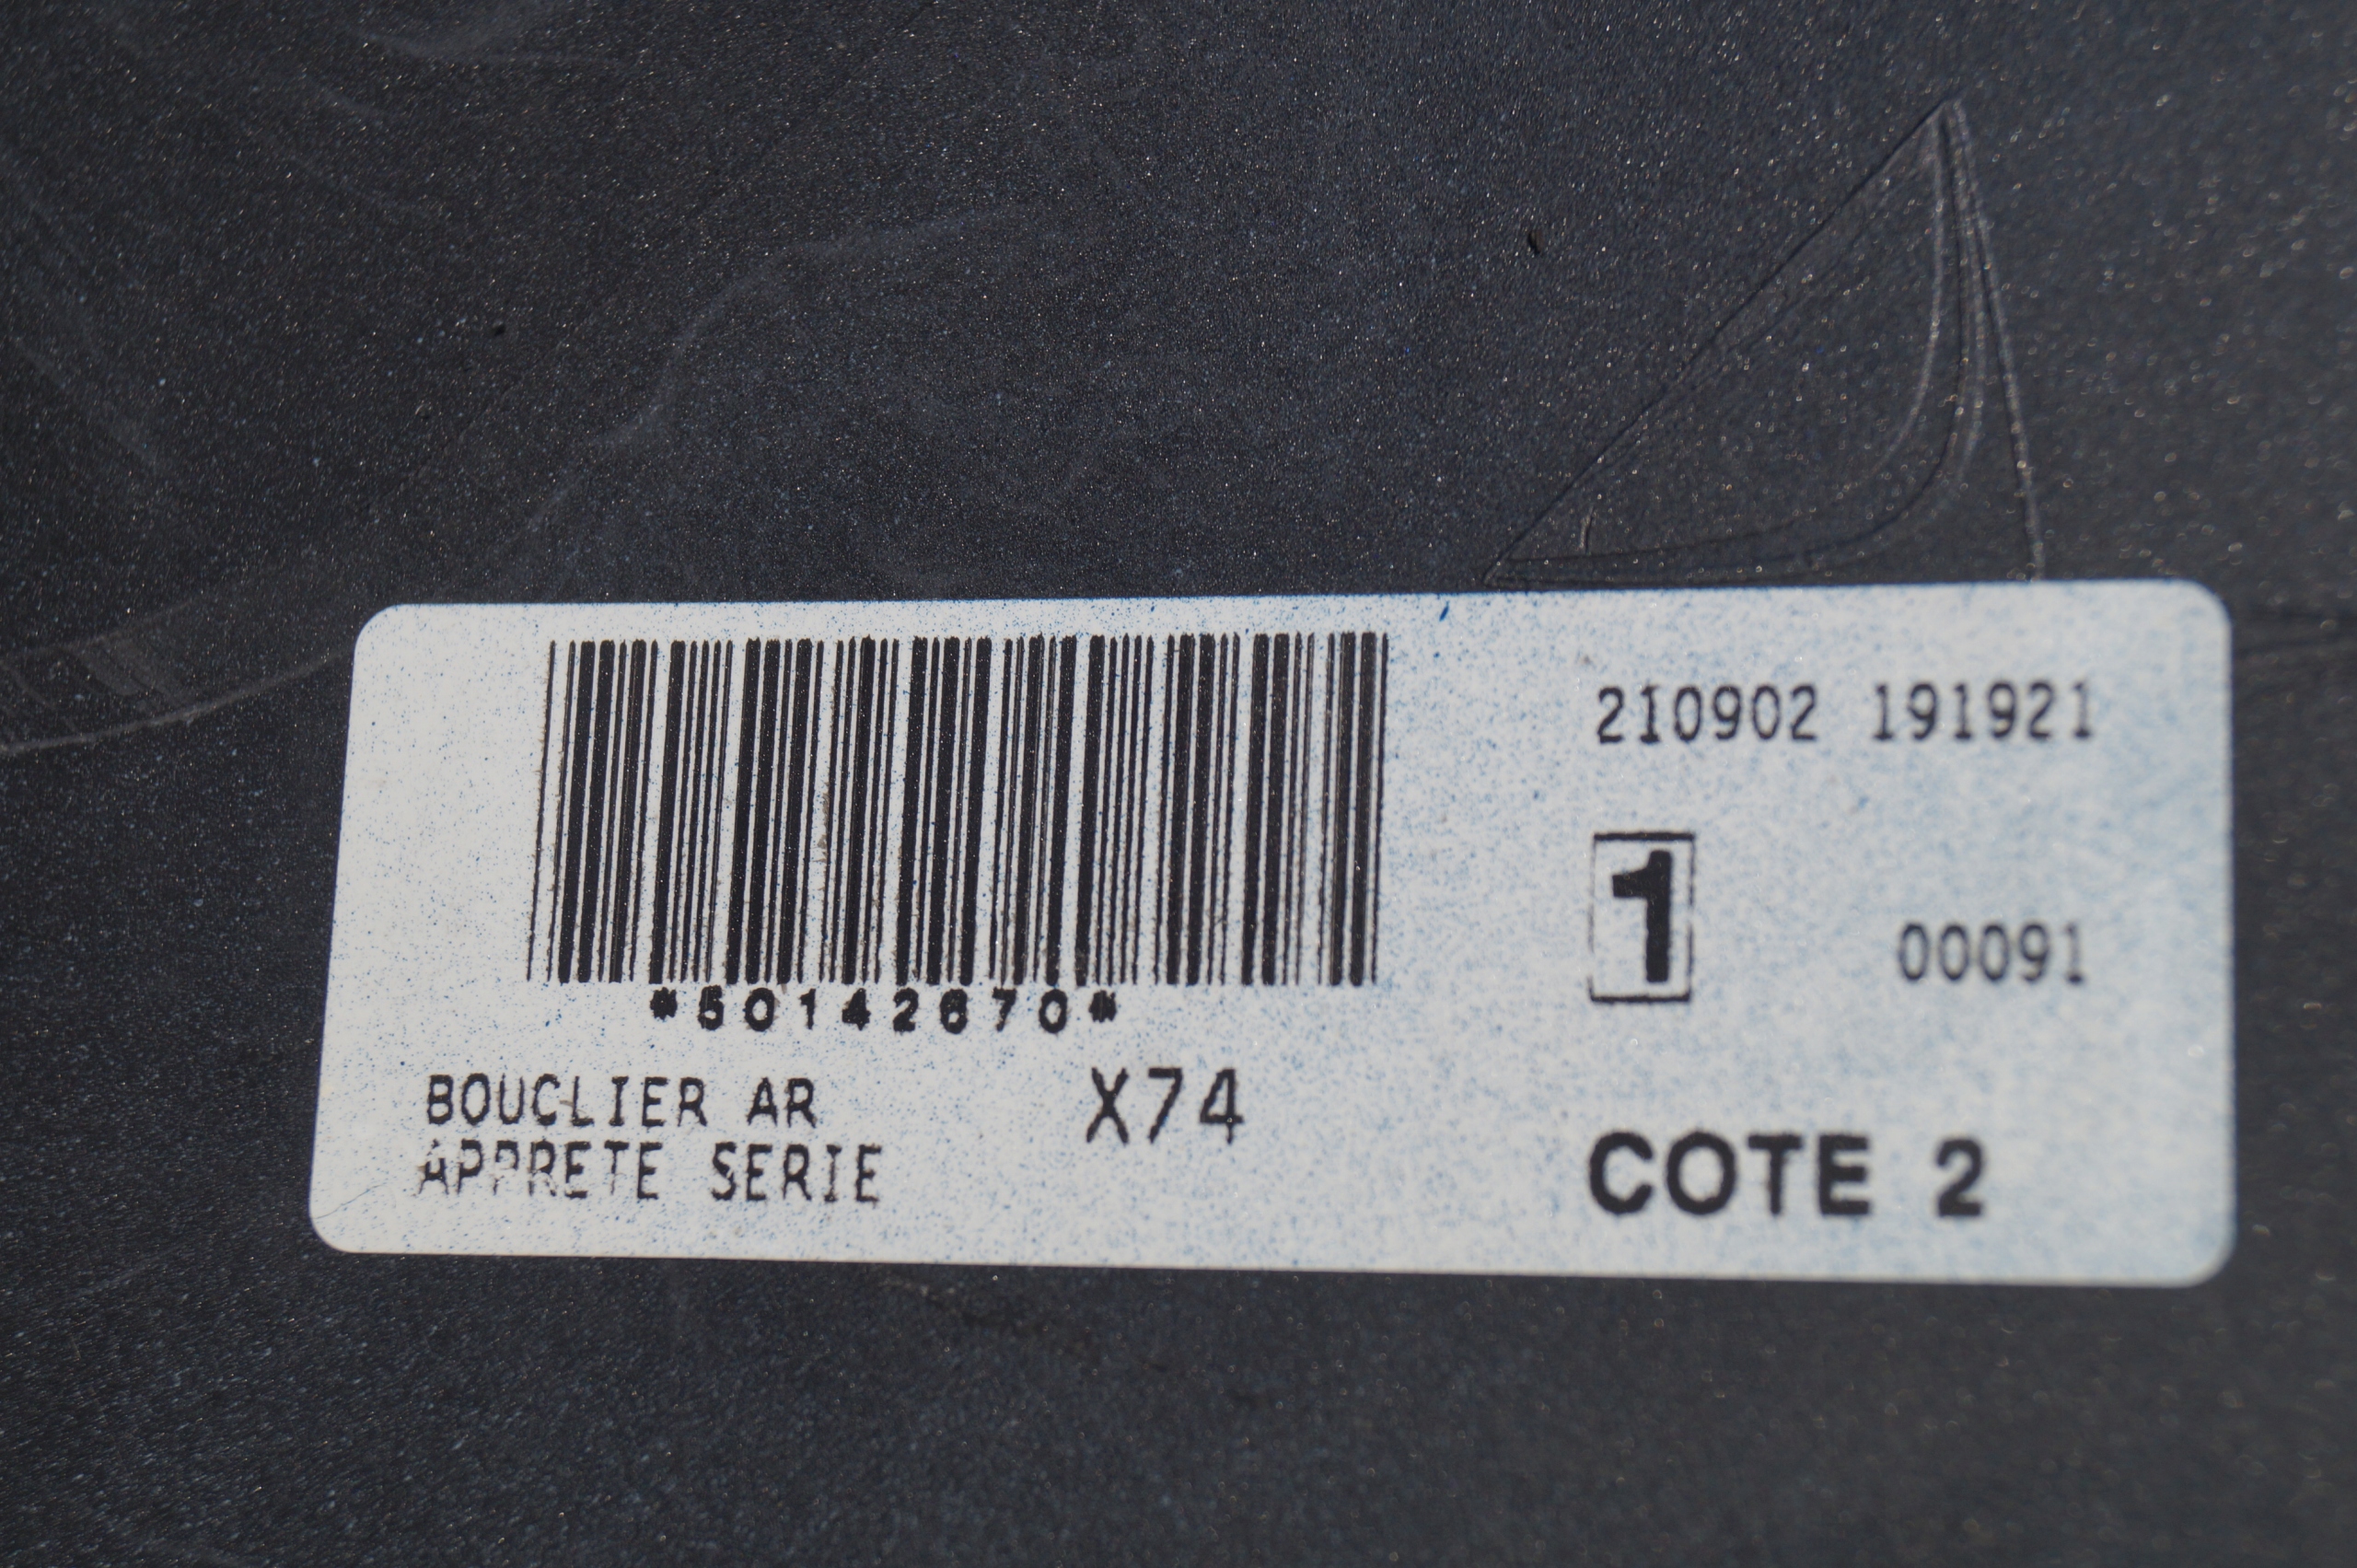 *50142670*
BOUCLIER AR
APPRETE SERIE
X74
210902 191921
1
00091
COTE 2